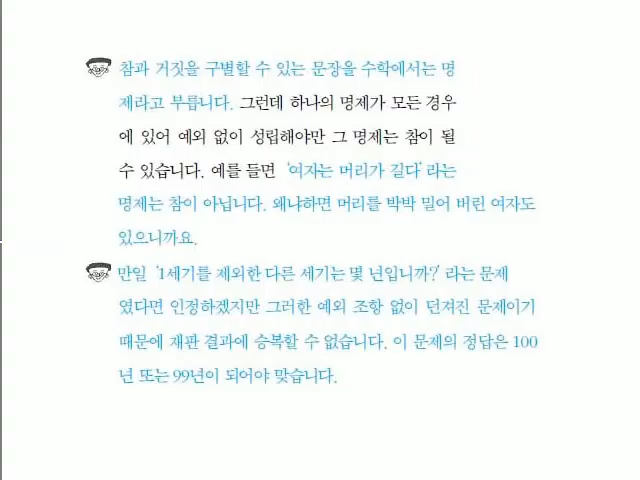 참과 거짓을 구별할 수 있는 문장을 수학에서는 명
제라고 부릅니다. 그런데 하나의 명제가 모든 경우
에 있어 예외 없이 성립해야만 그 명제는 참이 될
수 있습니다. 예를 들면 '여자는 머리가 길다'라는
명제는 참이 아닙니다. 왜냐하면 머리를 박박 밀어 버린 여자도
있으니까요.
만일 '1세기를 제외한 다른 세기는 몇 년입니까?' 라는 문제
였다면 인정하겠지만 그러한 예외 조항 없이 던져진 문제이기
때문에 재판 결과에 승복할 수 없습니다. 이 문제의 정답은 100
년 또는 99년이 되어야 맞습니다.